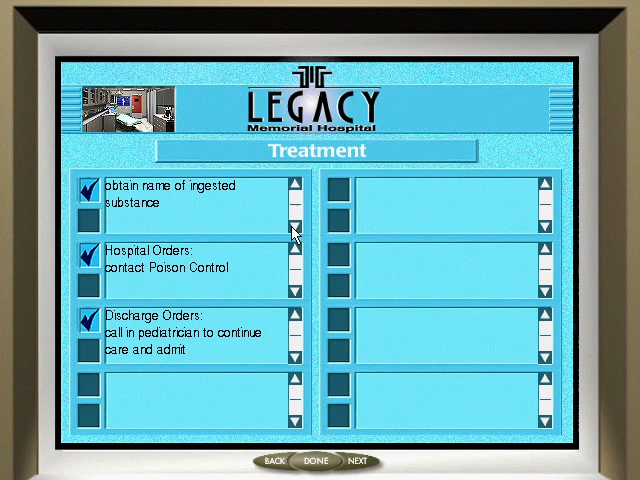 LEGACY
Memorial Hospital
Treatment
obtain name of ingested
substance
Hospital Orders:
contact Poison Control
Discharge Orders:
call in pediatrician to continue
care and admit
BACK DONE NEXT